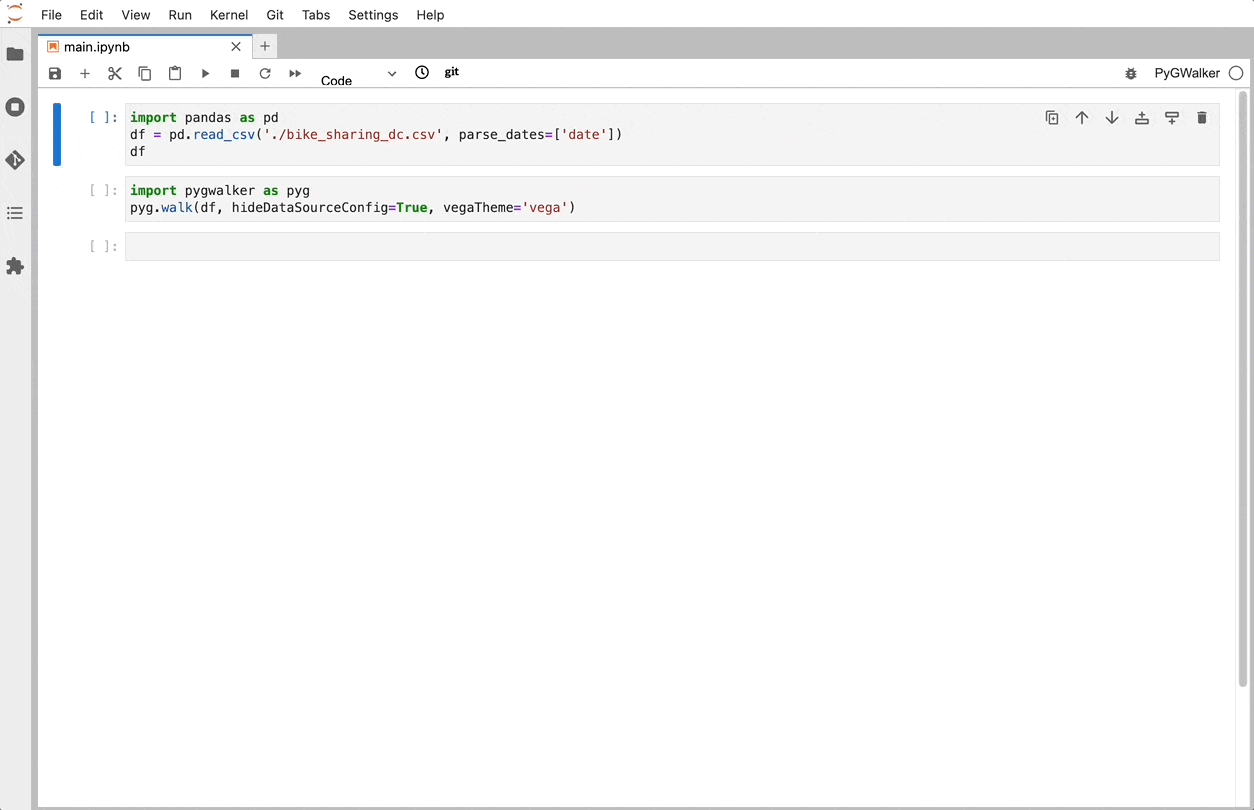 File Edit View Run Kernel Git Tabs Settings Help
main.ipynb
Code git PyGWalker
[ ]: import pandas as pd
df = pd.read_csv('./bike_sharing_dc.csv', parse_dates=['date'])
df
[ ]: import pygwalker as pyg
pyg.walk(df, hideDataSourceConfig=True, vegaTheme='vega')
[ ]: